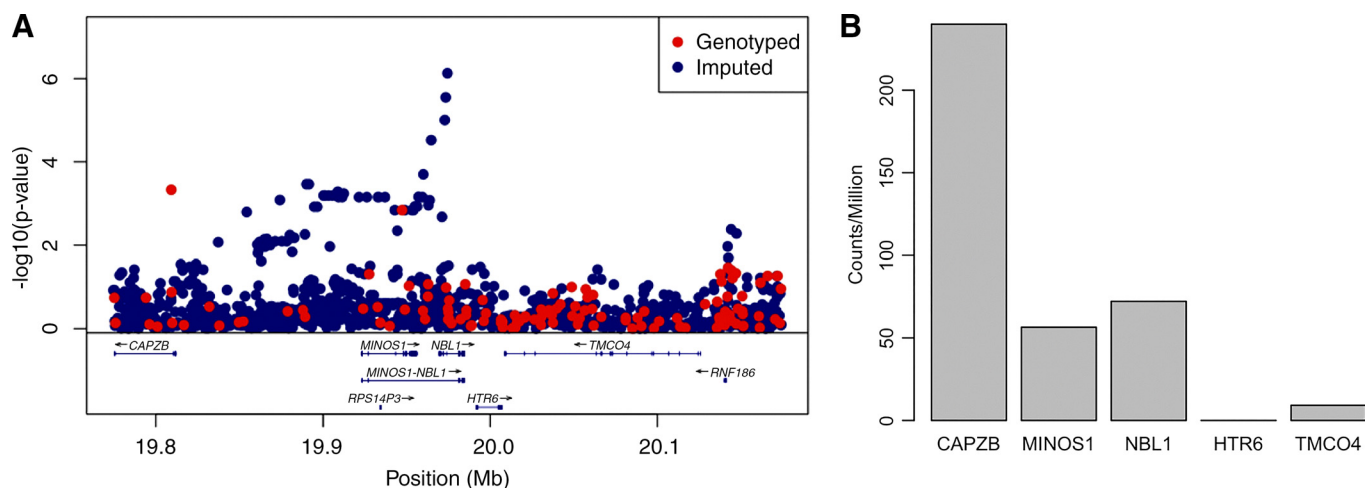 A
Genotyped
Imputed
-log10(p-value)
6
4
2
0
←CAPZB
MINOS1→
NBL1→
←TMCO4
MINOS1-NBL1→
←RNF186
RPS14P3→
HTR6→
19.8 19.9 20.0 20.1
Position (Mb)
B
Counts/Million
200
150
100
50
0
CAPZB MINOS1 NBL1 HTR6 TMCO4